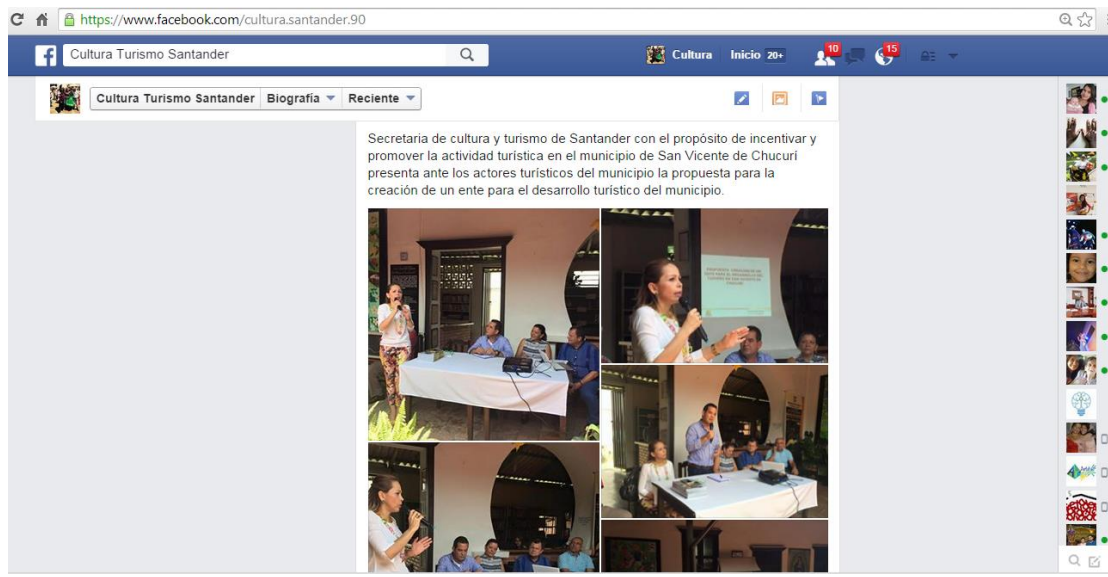 https://www.facebook.com/cultura.santander.90
Cultura Turismo Santander
Cultura
Inicio 20+
10
15
Cultura Turismo Santander
Biografía
Reciente
Secretaria de cultura y turismo de Santander con el propósito de incentivar y
promover la actividad turística en el municipio de San Vicente de Chucurí
presenta ante los actores turísticos del municipio la propuesta para la
creación de un ente para el desarrollo turístico del municipio.